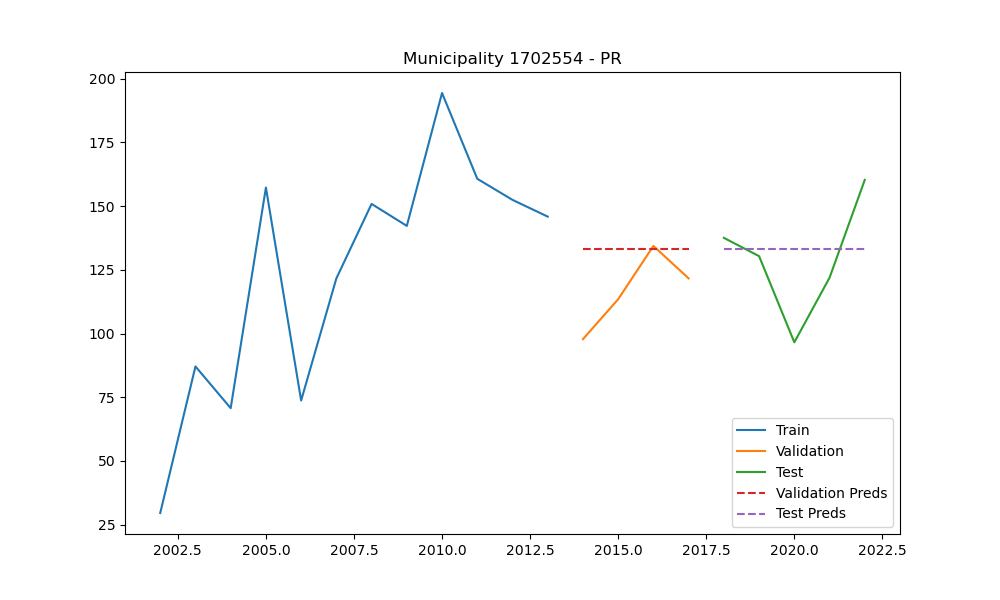 Municipality 1702554 - PR
200
175
150
125
100
75
50
25
2002.5 2005.0 2007.5 2010.0 2012.5 2015.0 2017.5 2020.0 2022.5
Train
Validation
Test
Validation Preds
Test Preds